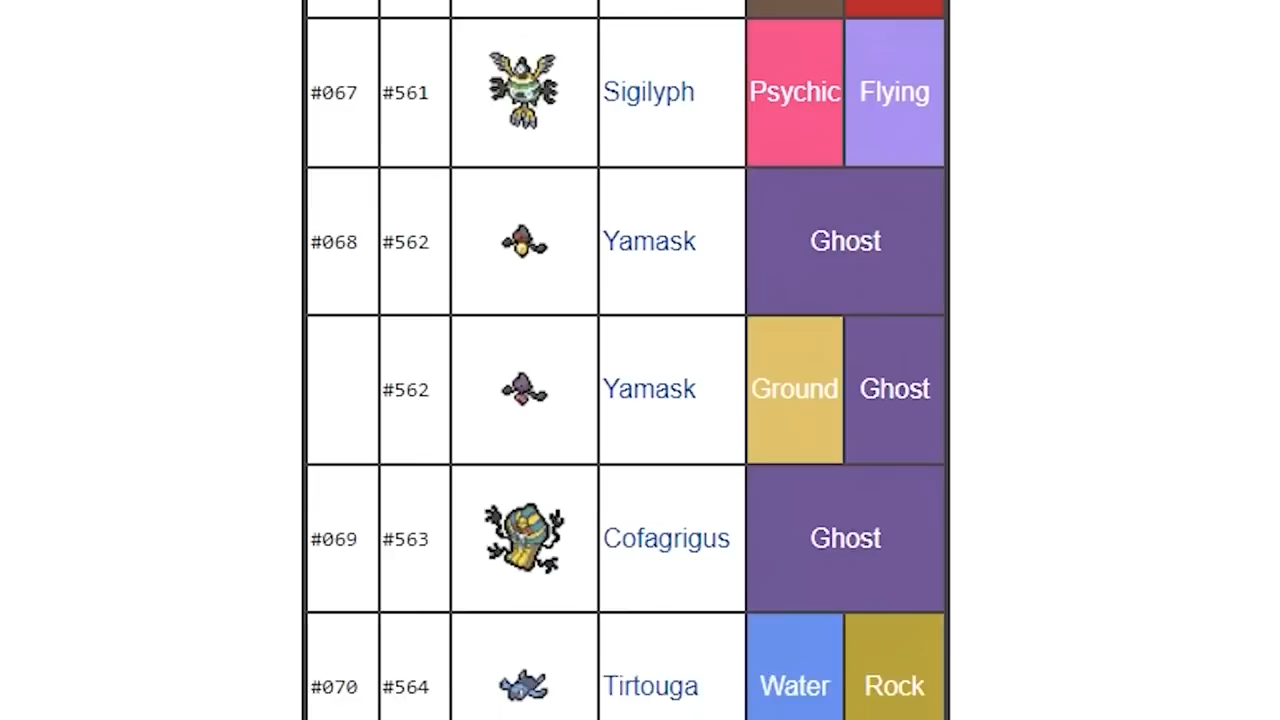 #067 #561 Sigilyph Psychic Flying
#068 #562 Yamask Ghost
#562 Yamask Ground Ghost
#069 #563 Cofagrigus Ghost
#070 #564 Tirtouga Water Rock